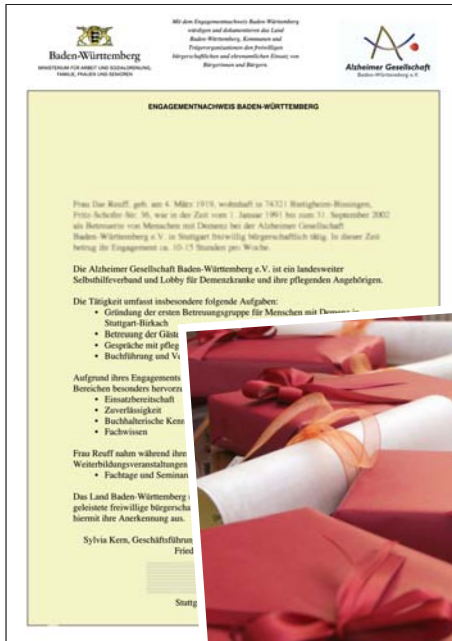 Baden-Württemberg
MINISTERIUM FÜR ARBEIT UND SOZIALORDNUNG,
FAMILIE, FRAUEN UND SENIOREN
Mit dem Engagementnachweis Baden-Württemberg
würdigen und dokumentieren das Land
Baden-Württemberg, Kommunen und
Trägerorganisationen den freiwilligen
bürgerschaftlichen und ehrenamtlichen Einsatz von
Bürgerinnen und Bürgern.
Alzheimer Gesellschaft
Baden-Württemberg e.V.
ENGAGEMENTNACHWEIS BADEN-WÜRTTEMBERG
Frau Ilse Reuff, geb. am 4. März 1919, wohnhaft in 74321 Bietigheim-Bissingen,
36, war in der Zeit vom 1. Januar 1991 bis zum 31. September 2002
als Betreuerin von Menschen mit Demenz bei der Alzheimer Gesellschaft
Baden-Württemberg e.V. in Stuttgart freiwillig bürgerschaftlich tätig. In dieser Zeit
betrug ihr Engagement ca. 10-15 Stunden pro Woche.
Die Alzheimer Gesellschaft Baden-Württemberg e.V. ist ein landesweiter
Selbsthilfeverband und Lobby für Demenzkranke und ihre pflegenden Angehörigen.
Die Tätigkeit umfasst insbesondere folgende Aufgaben:
• Gründung der ersten Betreuungsgruppe für Menschen mit Demenz in
Stuttgart-Birkach
• Betreuung der Gäste
• Gespräche mit pfleg
• Buchführung und Ve
Aufgrund ihres Engagements
Bereichen besonders hervorzu
• Einsatzbereitschaft
• Zuverlässigkeit
• Buchhalterische Kenn
• Fachwissen
Frau Reuff nahm während ihre
Weiterbildungsveranstaltungen
• Fachtage und Seminar
Das Land Baden-Württemberg
geleistete freiwillige bürgerscha
hiermit ihre Anerkennung aus.
Sylvia Kern, Geschäftsführung
Fried
Stuttg